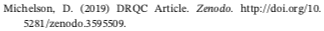 Michelson, D. (2019) DRQC Article. Zenodo. http://doi.org/10.
5281/zenodo.3595509.